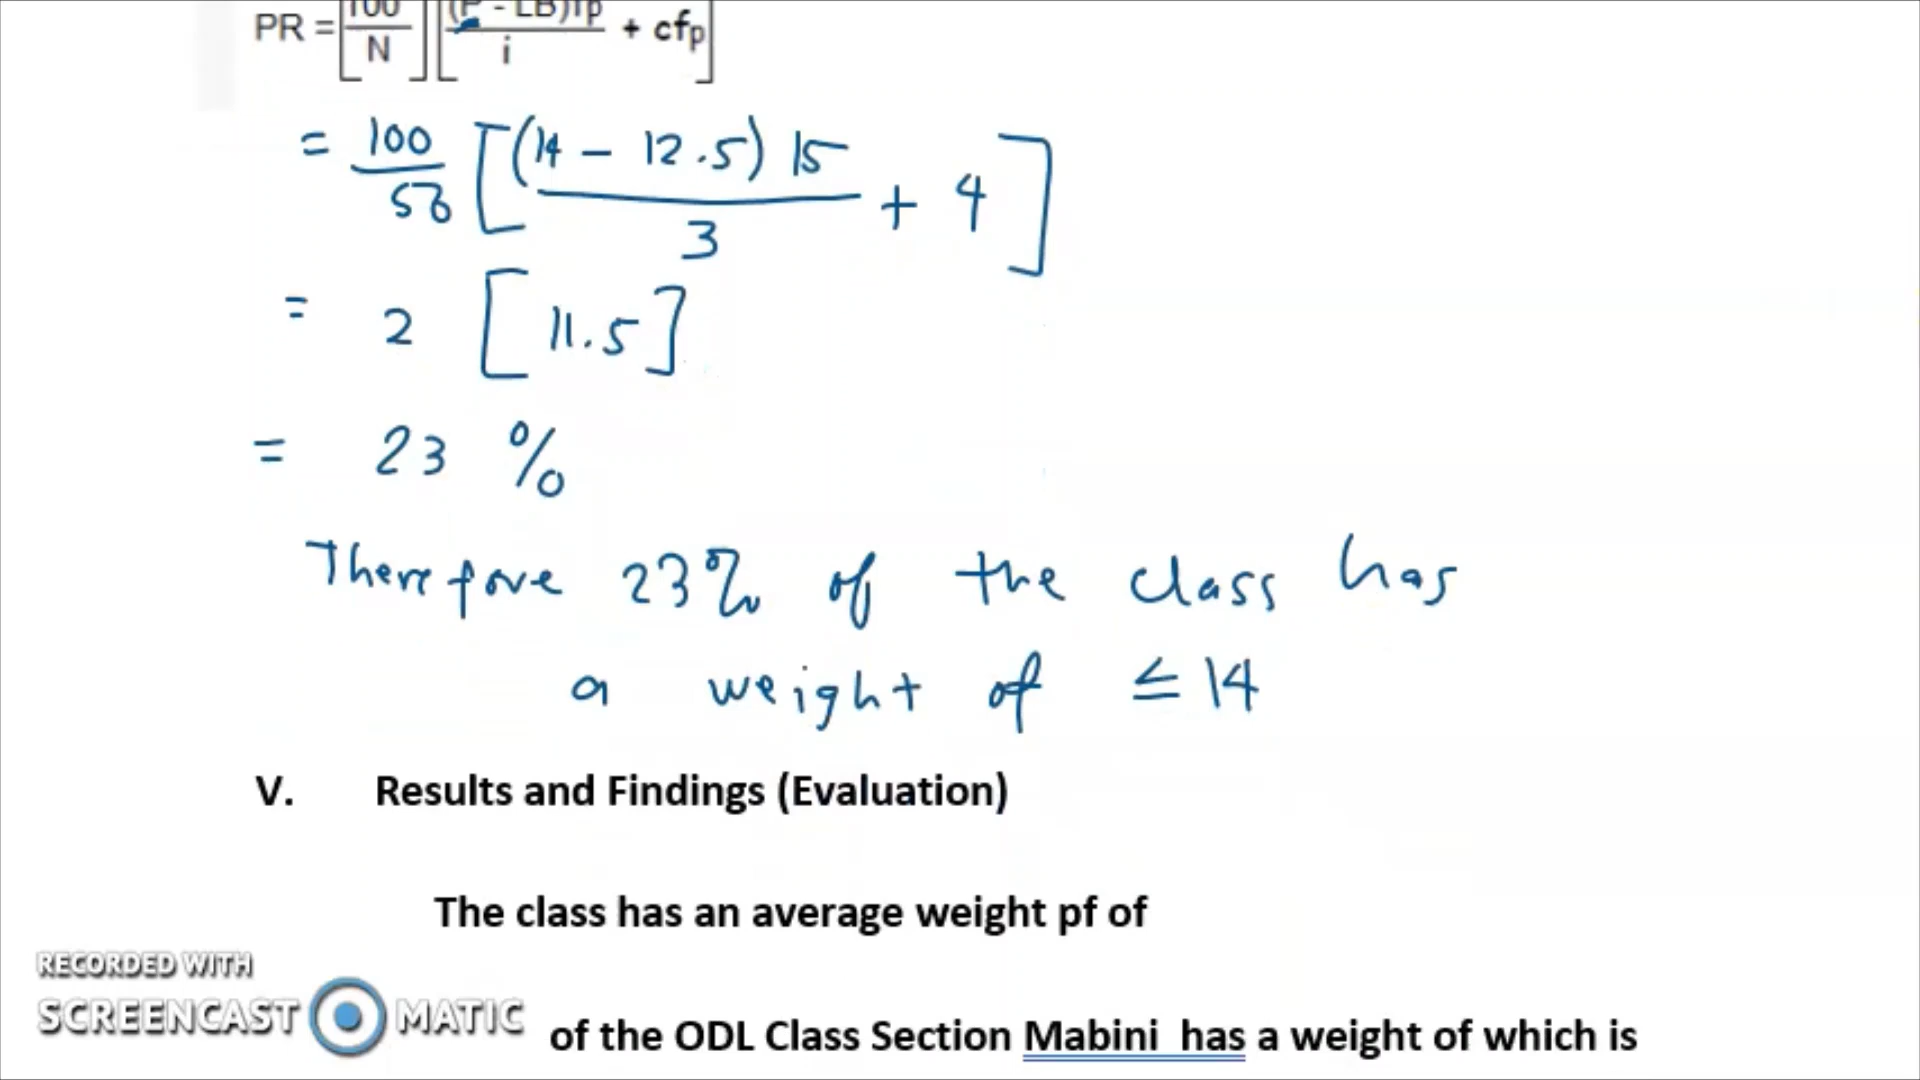 PR = [100/N] [(P - LB)fp/i + cfp]
= 100/50 [(14 - 12.5) 15/3 + 4]
= 2 [11.5]
= 23 %
Therefore 23% of the class has
a weight of ≤ 14
V. Results and Findings (Evaluation)
The class has an average weight pf of
RECORDED WITH
SCREENCAST MATIC
of the ODL Class Section Mabini has a weight of which is